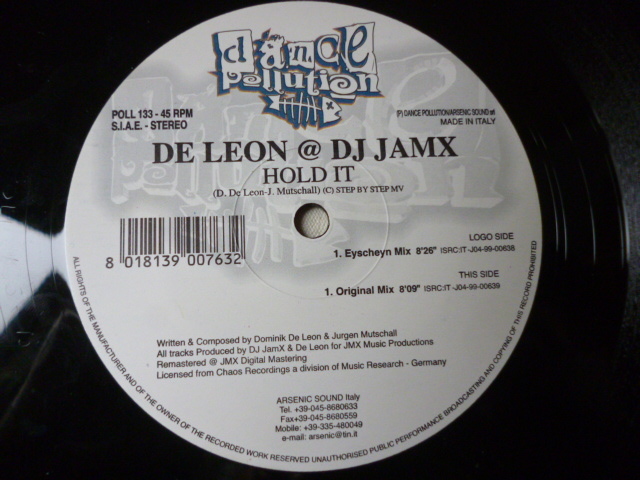 dance
pollution
POLL 133 - 45 RPM
S.I.A.E. - STEREO
(P) DANCE POLLUTION/ARSENIC SOUND srl
MADE IN ITALY
DE LEON @ DJ JAMX
HOLD IT
(D. De Leon-J. Mutschall) (C) STEP BY STEP MV
8 018139 007632
LOGO SIDE
1. Eyscheyn Mix 8'26" ISRC:IT -J04-99-00638
THIS SIDE
1. Original Mix 8'09" ISRC:IT -J04-99-00639
Written & Composed by Dominik De Leon & Jurgen Mutschall
All tracks Produced by DJ JamX & De Leon for JMX Music Productions
Remastered @ JMX Digital Mastering
Licensed from Chaos Recordings a division of Music Research - Germany
ARSENIC SOUND Italy
Tel. +39-045-8680633
Fax+39-045-8680559
Mobile: +39-335-480049
e-mail: arsenic@tin.it
ALL RIGHTS OF THE MANUFACTURER AND OF THE OWNER OF THE RECORDED WORK RESERVED UNAUTHORISED PUBLIC PERFORMANCE BROADCASTING AND COPYING OF THIS RECORD PROHIBITED